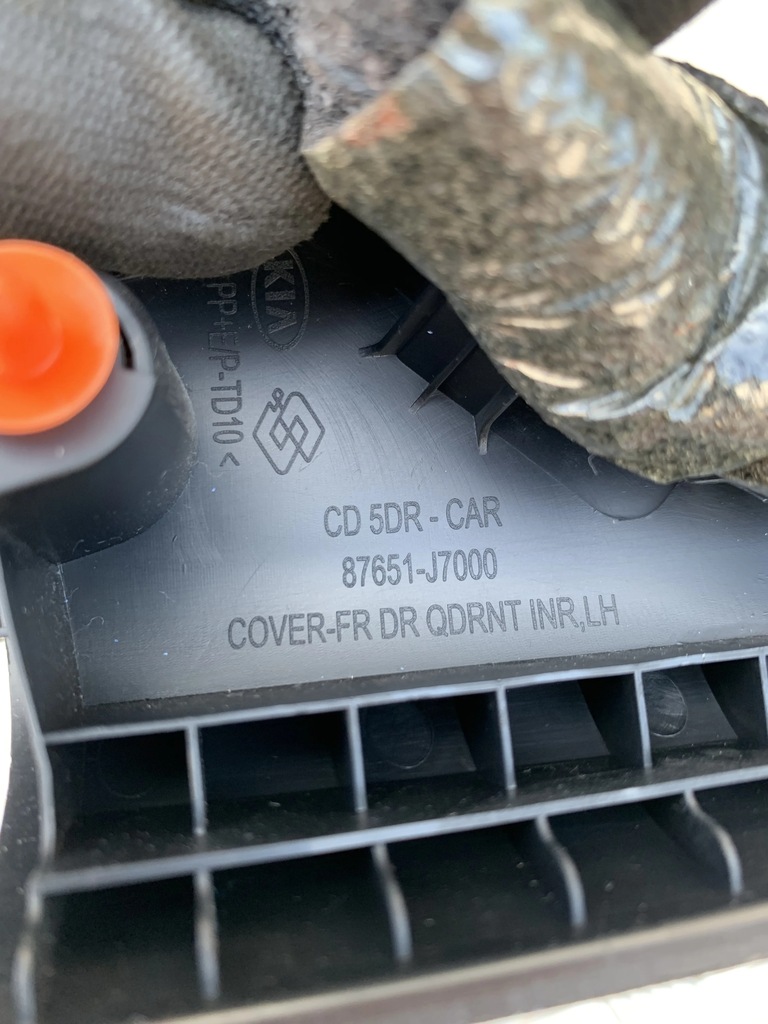 KIA
PP+E/P-TD10<
CD 5DR - CAR
87651-J7000
COVER-FR DR QDRNT INR,LH